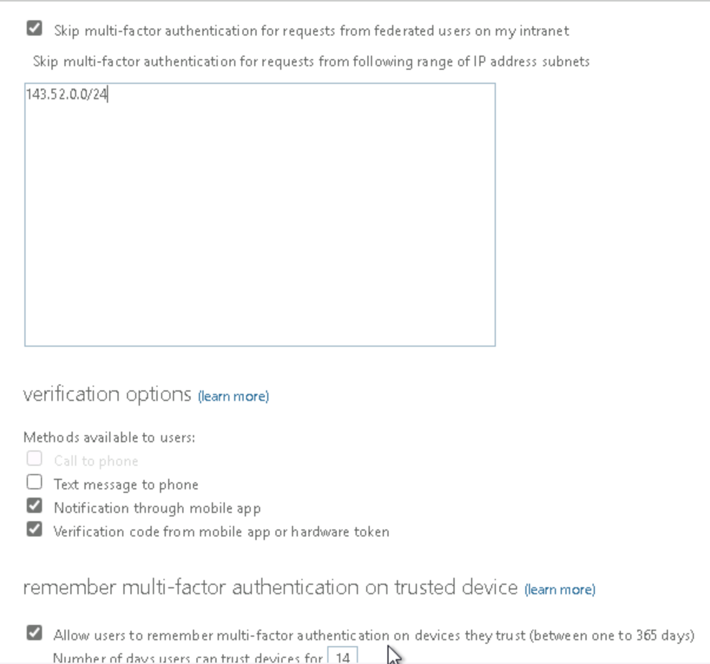 Skip multi-factor authentication for requests from federated users on my intranet
Skip multi-factor authentication for requests from following range of IP address subnets
143.52.0.0/24
verification options (learn more)
Methods available to users:
Call to phone
Text message to phone
Notification through mobile app
Verification code from mobile app or hardware token
remember multi-factor authentication on trusted device (learn more)
Allow users to remember multi-factor authentication on devices they trust (between one to 365 days)
Number of days users can trust devices for 14